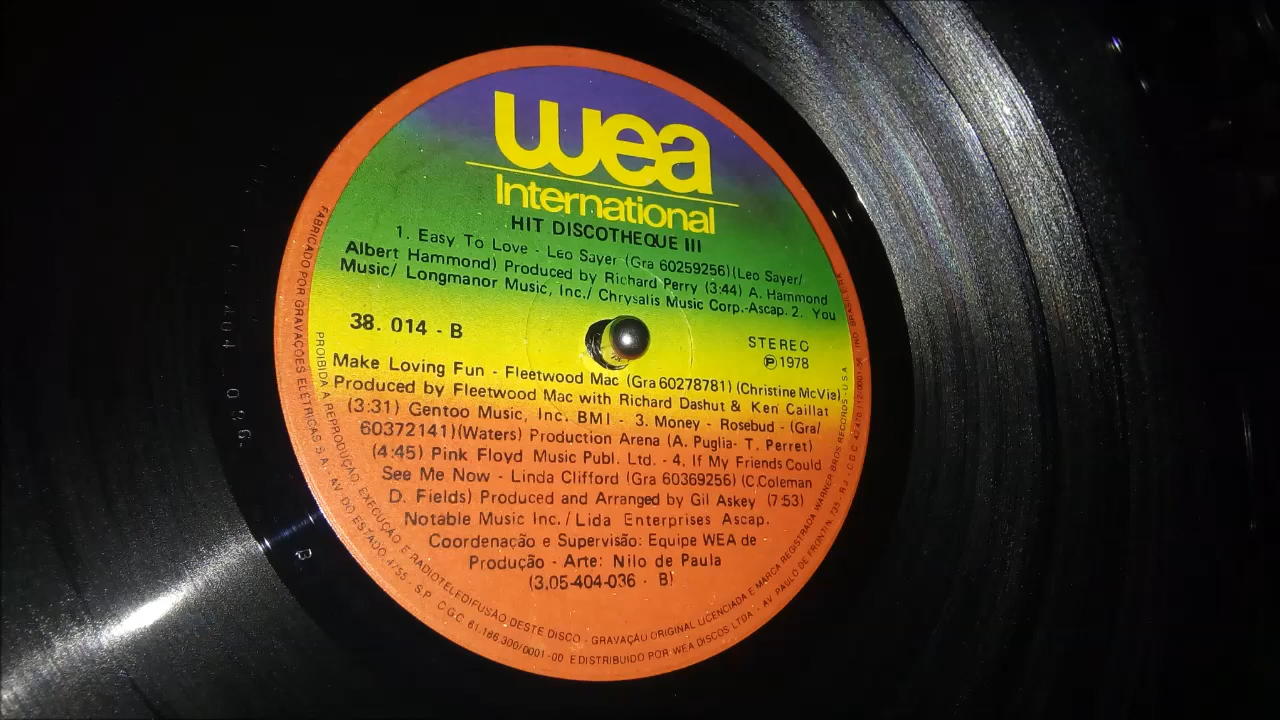 wea
International
HIT DISCOTHEQUE III
1. Easy To Love - Leo Sayer (Gra 60259256)(Leo Sayer/
Albert Hammond) Produced by Richard Perry (3:44) A. Hammond
Music/ Longmanor Music, Inc./ Chrysalis Music Corp.-Ascap. 2. You
38. 014 - B
STEREO
Ⓟ1978
Make Loving Fun - Fleetwood Mac (Gra 60278781) (Christine McVie)
Produced by Fleetwood Mac with Richard Dashut & Ken Caillat
(3:31) Gentoo Music, Inc. BMI - 3. Money - Rosebud - (Gra/
60372141)(Waters) Production Arena (A. Puglia- T. Perret)
(4:45) Pink Floyd Music Publ. Ltd. - 4. If My Friends Could
See Me Now - Linda Clifford (Gra 60369256) (C.Coleman
D. Fields) Produced and Arranged by Gil Askey (7:53)
Notable Music Inc./ Lida Enterprises Ascap.
Coordenação e Supervisão: Equipe WEA de
Produção - Arte: Nilo de Paula
(3.05-404-036 - B)
FABRICADO POR GRAVAÇÕES ELÉTRICAS S.A. AV. DO ESTADO, 4755 - S.P. C.G.C. 61.186.300/0001-00 E DISTRIBUIDO POR WEA DISCOS LTDA - AV. PAULO DE FRONTIN, 735 - RJ - C.G.C. IND. BRASILEIRA
PROIBIDA A REPRODUÇÃO, EXECUÇÃO E RADIOTELEDIFUSÃO DESTE DISCO - GRAVAÇÃO ORIGINAL LICENCIADA E MARCA REGISTRADA WARNER BROS RECORDS - U S A
B